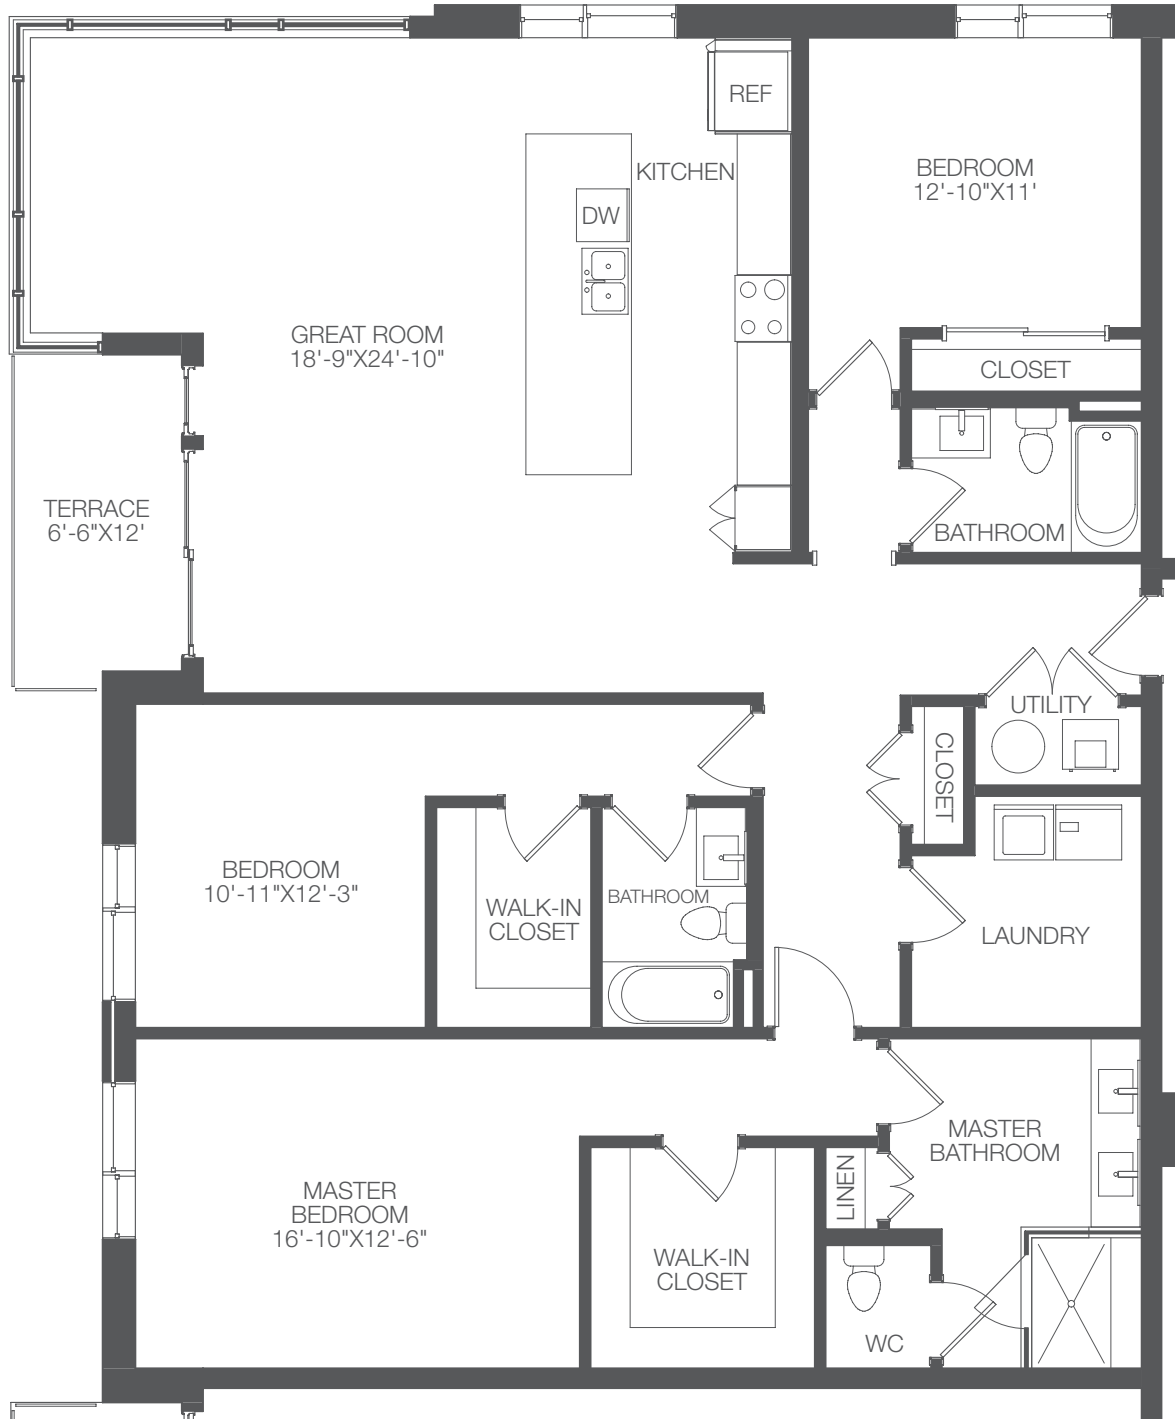 REF
KITCHEN
DW
BEDROOM
12'-10"X11'
GREAT ROOM
18'-9"X24'-10"
CLOSET
TERRACE
6'-6"X12'
BATHROOM
UTILITY
CLOSET
BEDROOM
10'-11"X12'-3"
WALK-IN
CLOSET
BATHROOM
LAUNDRY
MASTER
BATHROOM
LINEN
MASTER
BEDROOM
16'-10"X12'-6"
WALK-IN
CLOSET
WC